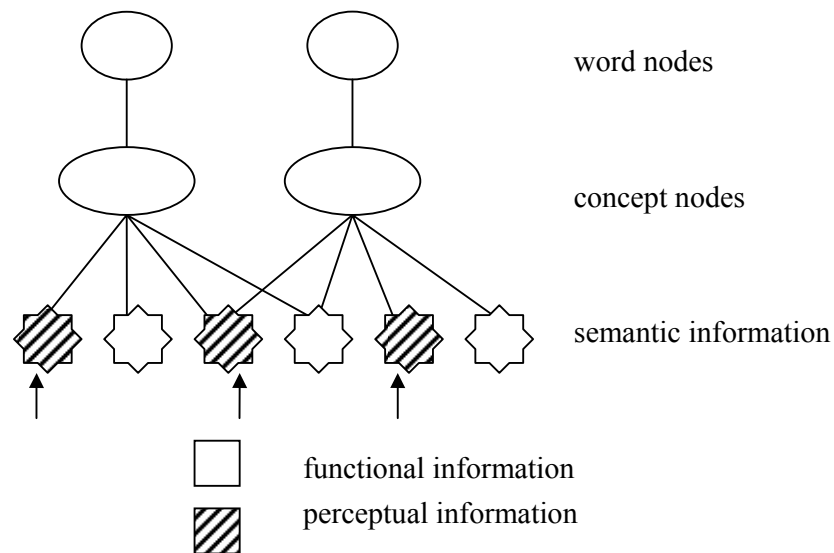 word nodes
concept nodes
semantic information
functional information
perceptual information